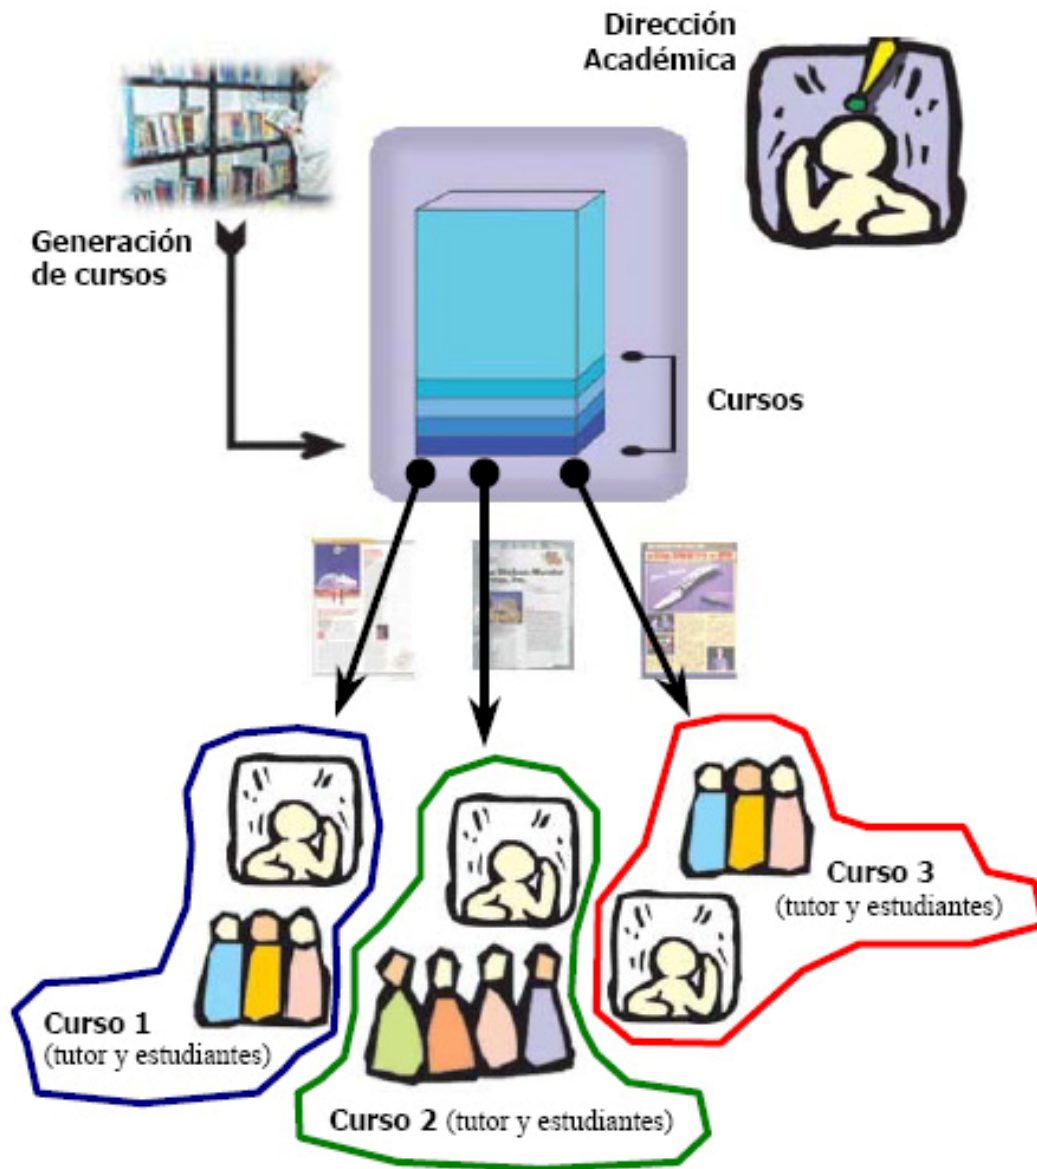 Dirección
Académica
Generación
de cursos
Cursos
Curso 3
(tutor y estudiantes)
Curso 1
(tutor y estudiantes)
Curso 2 (tutor y estudiantes)